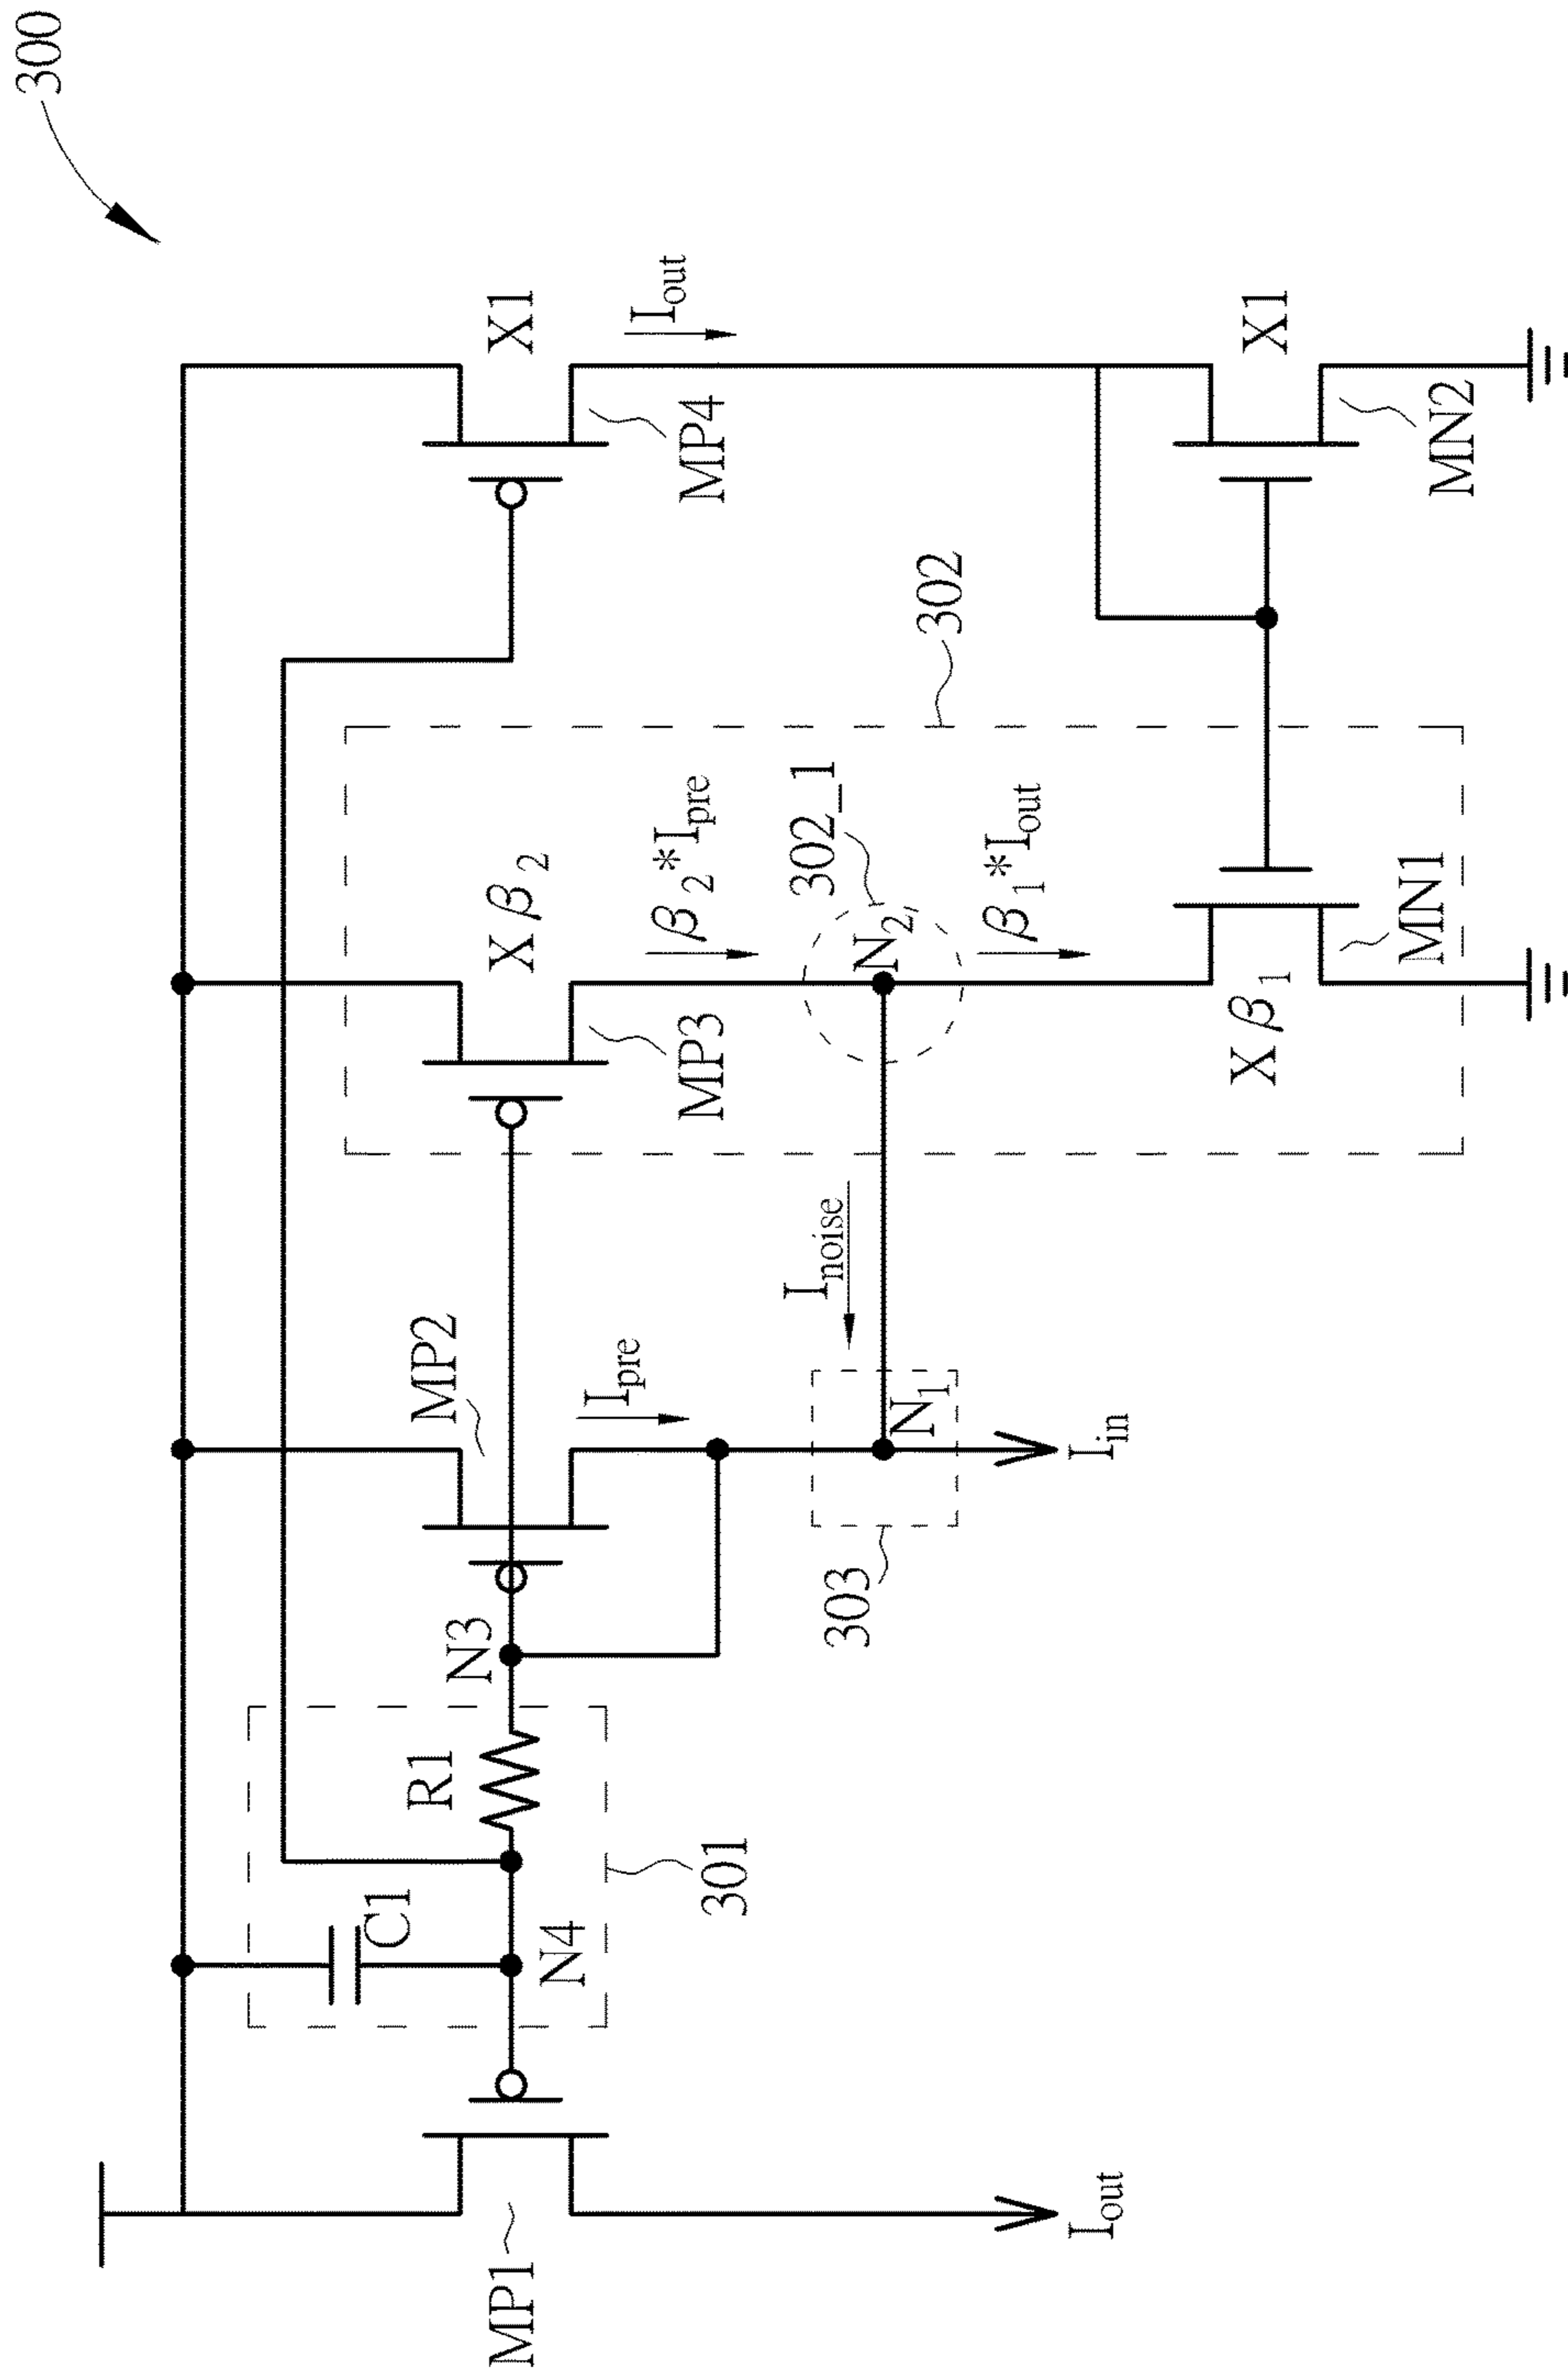 300
MP1
I_out
C1
N4
R1
301
N3
MP2
I_pre
303
N_1
I_in
I_noise
X β_2
MP3
β_2*I_pre
302_1
N_2
β_1*I_out
X β_1
MN1
302
X1
MP4
I_out
X1
MN2